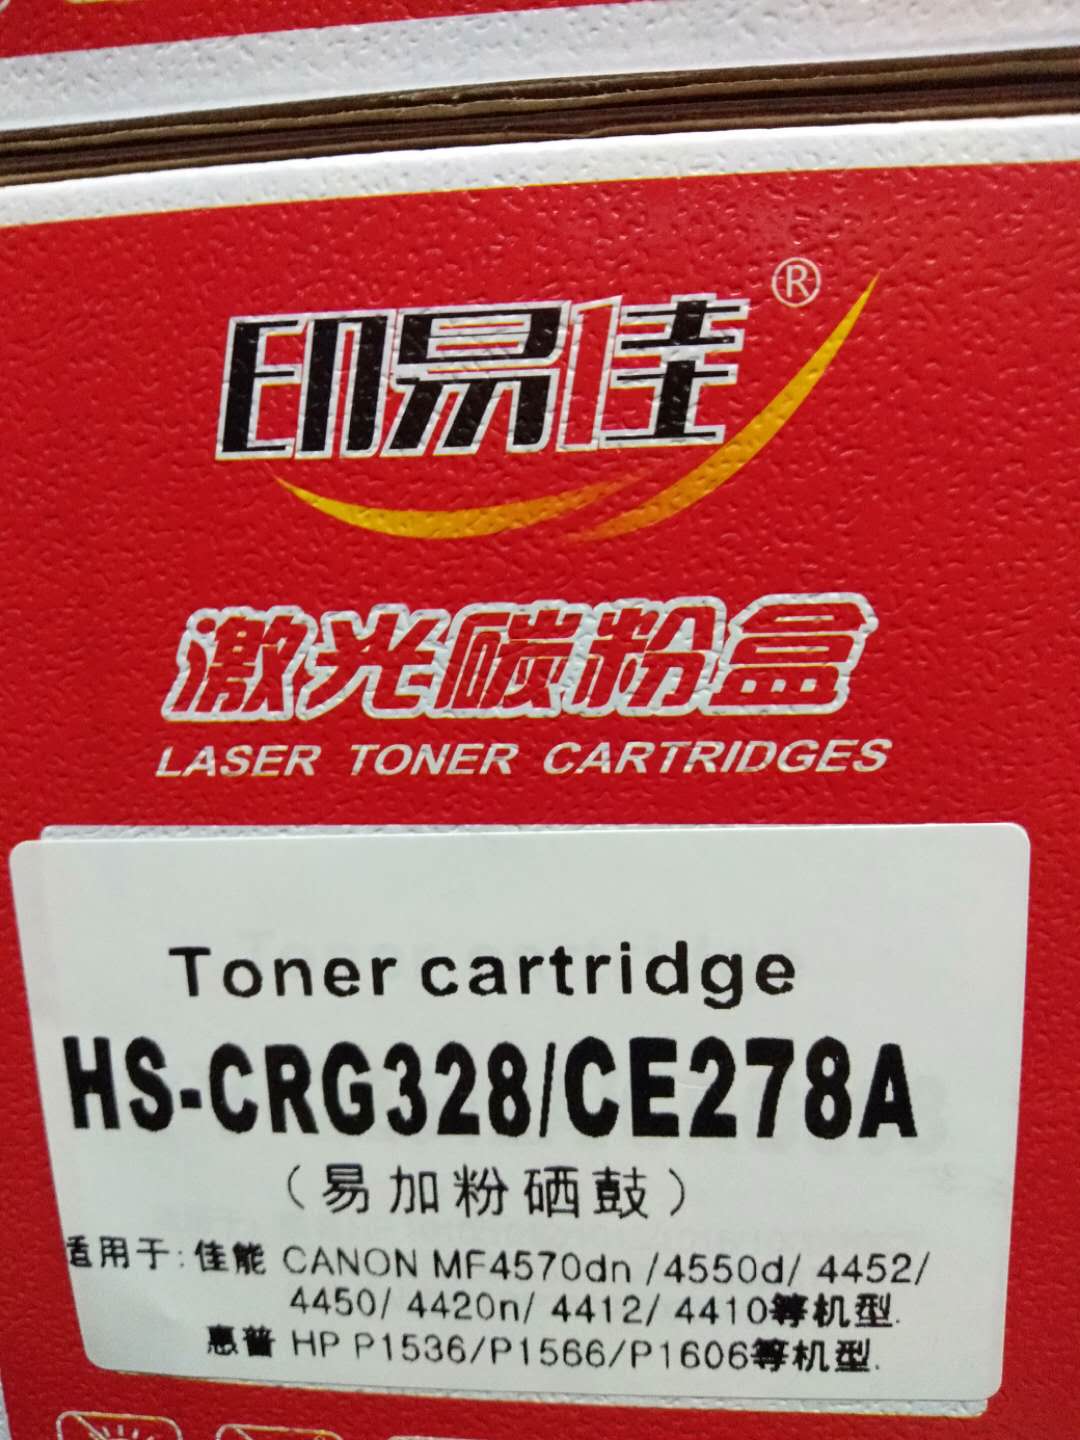 印易佳®
激光碳粉盒
LASER TONER CARTRIDGES
Toner cartridge
HS-CRG328/CE278A
（易加粉硒鼓）
适用于: 佳能 CANON MF4570dn /4550d/ 4452/
4450/ 4420n/ 4412/ 4410等机型.
惠普 HP P1536/P1566/P1606等机型.